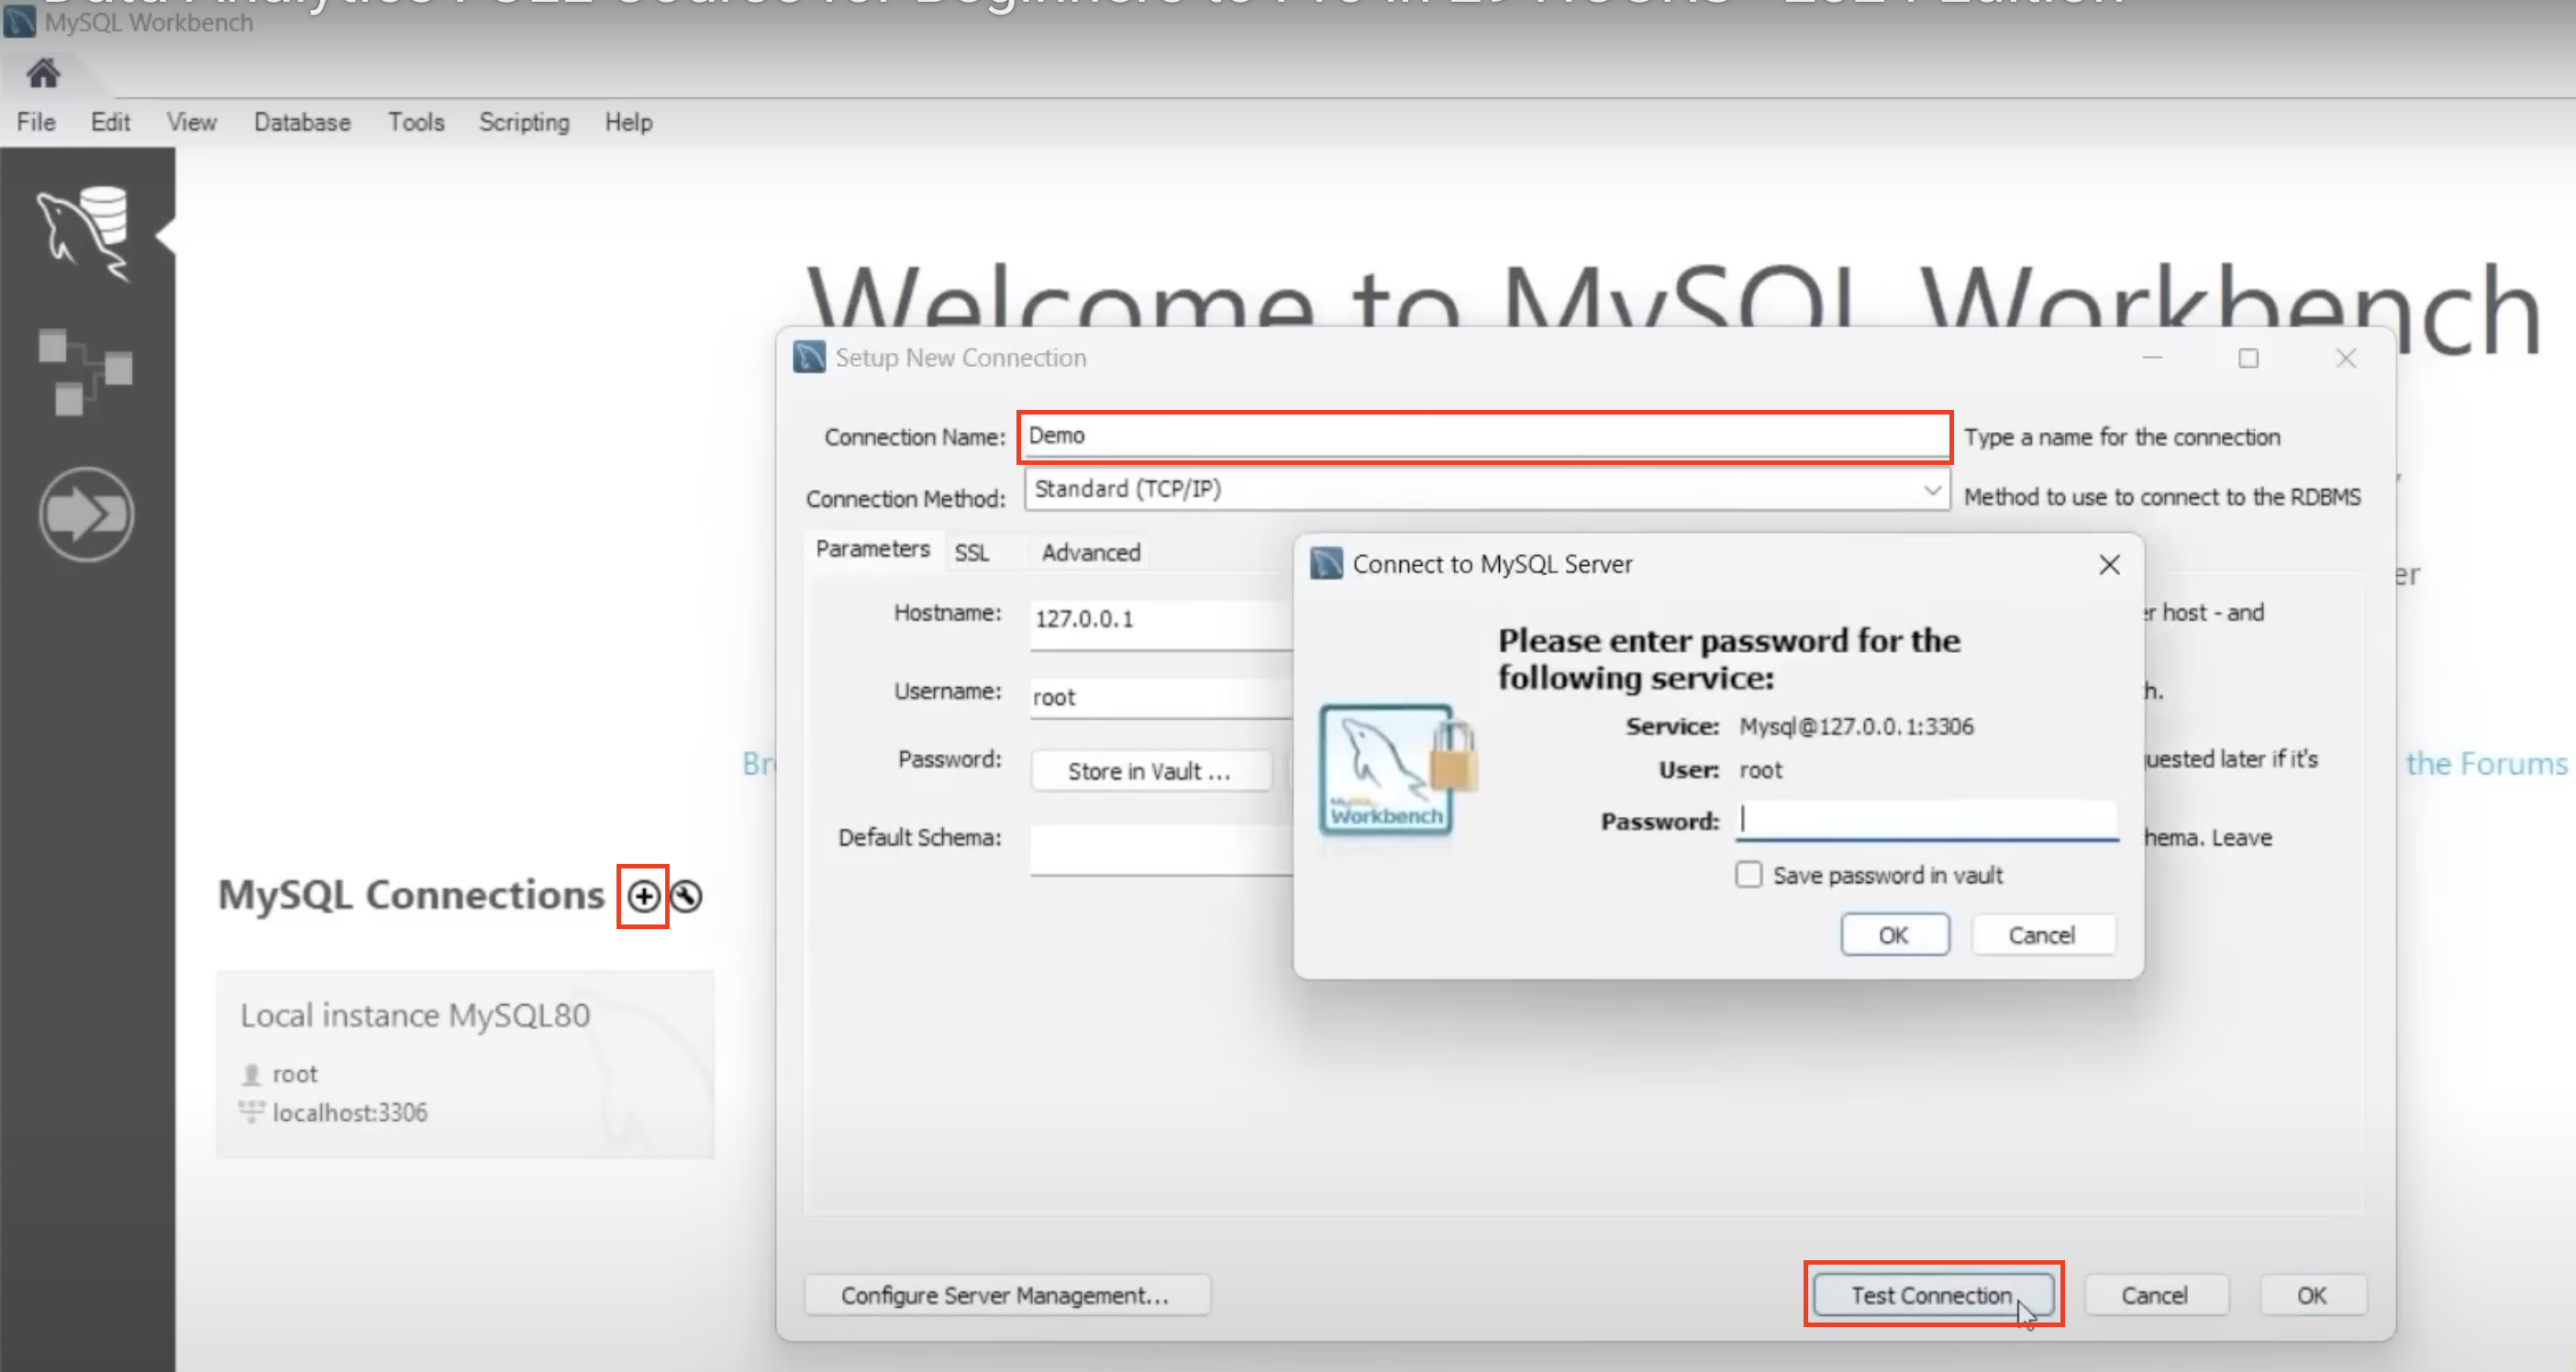 MySQL Workbench
File Edit View Database Tools Scripting Help
Welcome to MySQL Workbench
Setup New Connection
Connection Name: Demo Type a name for the connection
Connection Method: Standard (TCP/IP) Method to use to connect to the RDBMS
Parameters SSL Advanced
Connect to MySQL Server
er
Hostname: 127.0.0.1 er host - and
Please enter password for the
following service:
Username: root h.
Service: Mysql@127.0.0.1:3306
Password: Store in Vault ... uested later if it's
User: root
Br the Forums
Password:
Default Schema: hema. Leave
Save password in vault
OK Cancel
MySQL Connections
Local instance MySQL80
root
localhost:3306
MySQL
Workbench
Configure Server Management... Test Connection Cancel OK